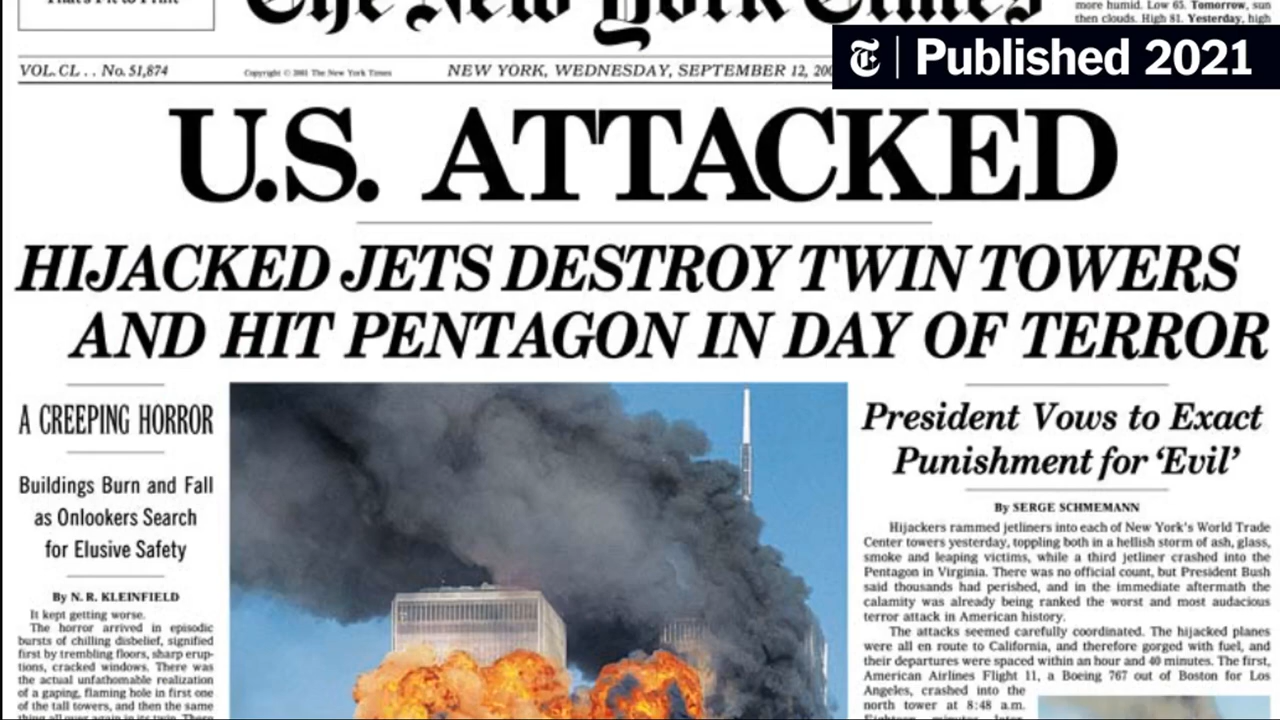 That's Fit to Print"
The New York Times
more humid. Low 65. Tomorrow, sun
then clouds. High 81. Yesterday, high
Published 2021
VOL. CL . . No. 51,874
Copyright © 2001 The New York Times
NEW YORK, WEDNESDAY, SEPTEMBER 12, 200
U.S. ATTACKED
HIJACKED JETS DESTROY TWIN TOWERS
AND HIT PENTAGON IN DAY OF TERROR
A CREEPING HORROR
Buildings Burn and Fall
as Onlookers Search
for Elusive Safety
By N. R. KLEINFIELD
It kept getting worse.
The horror arrived in episodic
bursts of chilling disbelief, signified
first by trembling floors, sharp erup-
tions, cracked windows. There was
the actual unfathomable realization
of a gaping, flaming hole in first one
of the tall towers, and then the same
thing all over again in its twin. There
President Vows to Exact
Punishment for ‘Evil’
By SERGE SCHMEMANN
Hijackers rammed jetliners into each of New York's World Trade
Center towers yesterday, toppling both in a hellish storm of ash, glass,
smoke and leaping victims, while a third jetliner crashed into the
Pentagon in Virginia. There was no official count, but President Bush
said thousands had perished, and in the immediate aftermath the
calamity was already being ranked the worst and most audacious
terror attack in American history.
The attacks seemed carefully coordinated. The hijacked planes
were all en route to California, and therefore gorged with fuel, and
their departures were spaced within an hour and 40 minutes. The first,
American Airlines Flight 11, a Boeing 767 out of Boston for Los
Angeles, crashed into the
north tower at 8:48 a.m.
Eighteen minutes later,